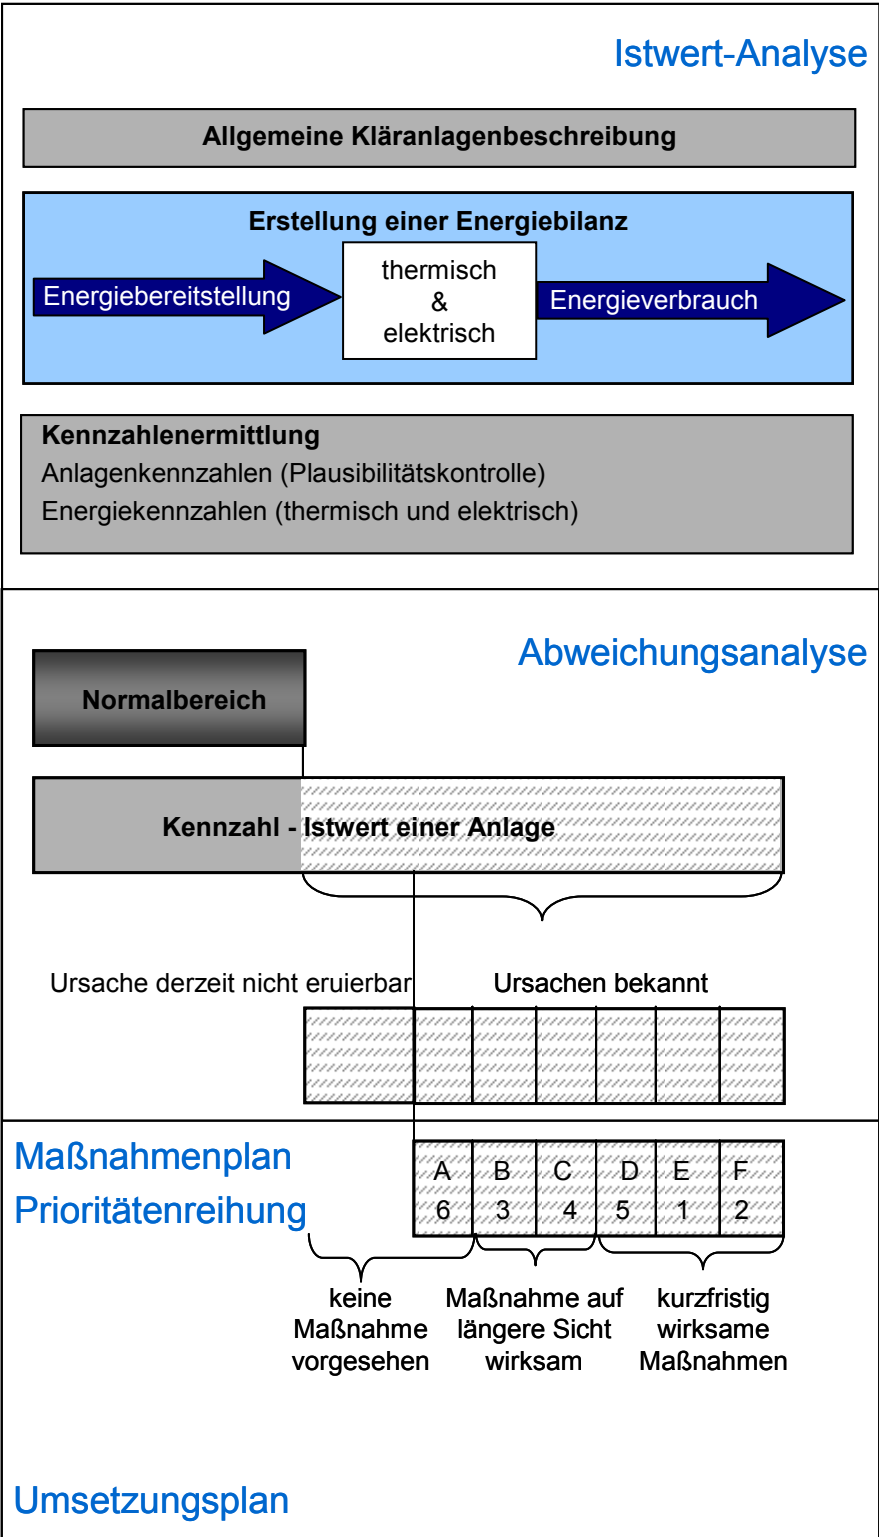 Istwert-Analyse
Allgemeine Kläranlagenbeschreibung
Erstellung einer Energiebilanz
Energiebereitstellung
thermisch
&
elektrisch
Energieverbrauch
Kennzahlenermittlung
Anlagenkennzahlen (Plausibilitätskontrolle)
Energiekennzahlen (thermisch und elektrisch)
Abweichungsanalyse
Normalbereich
Kennzahl - Istwert einer Anlage
Ursache derzeit nicht eruierbar
Ursachen bekannt
Maßnahmenplan
Prioritätenreihung
A B C D E F
6 3 4 5 1 2
keine
Maßnahme
vorgesehen
Maßnahme auf
längere Sicht
wirksam
kurzfristig
wirksame
Maßnahmen
Umsetzungsplan